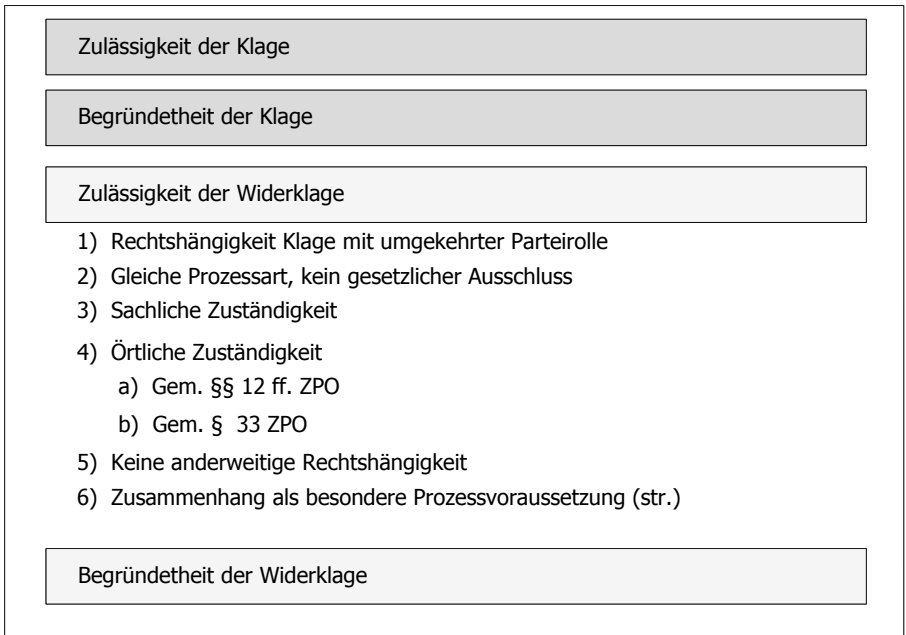 Zulässigkeit der Klage
Begründetheit der Klage
Zulässigkeit der Widerklage
1) Rechtshängigkeit Klage mit umgekehrter Parteirolle
2) Gleiche Prozessart, kein gesetzlicher Ausschluss
3) Sachliche Zuständigkeit
4) Örtliche Zuständigkeit
a) Gem. §§ 12 ff. ZPO
b) Gem. § 33 ZPO
5) Keine anderweitige Rechtshängigkeit
6) Zusammenhang als besondere Prozessvoraussetzung (str.)
Begründetheit der Widerklage